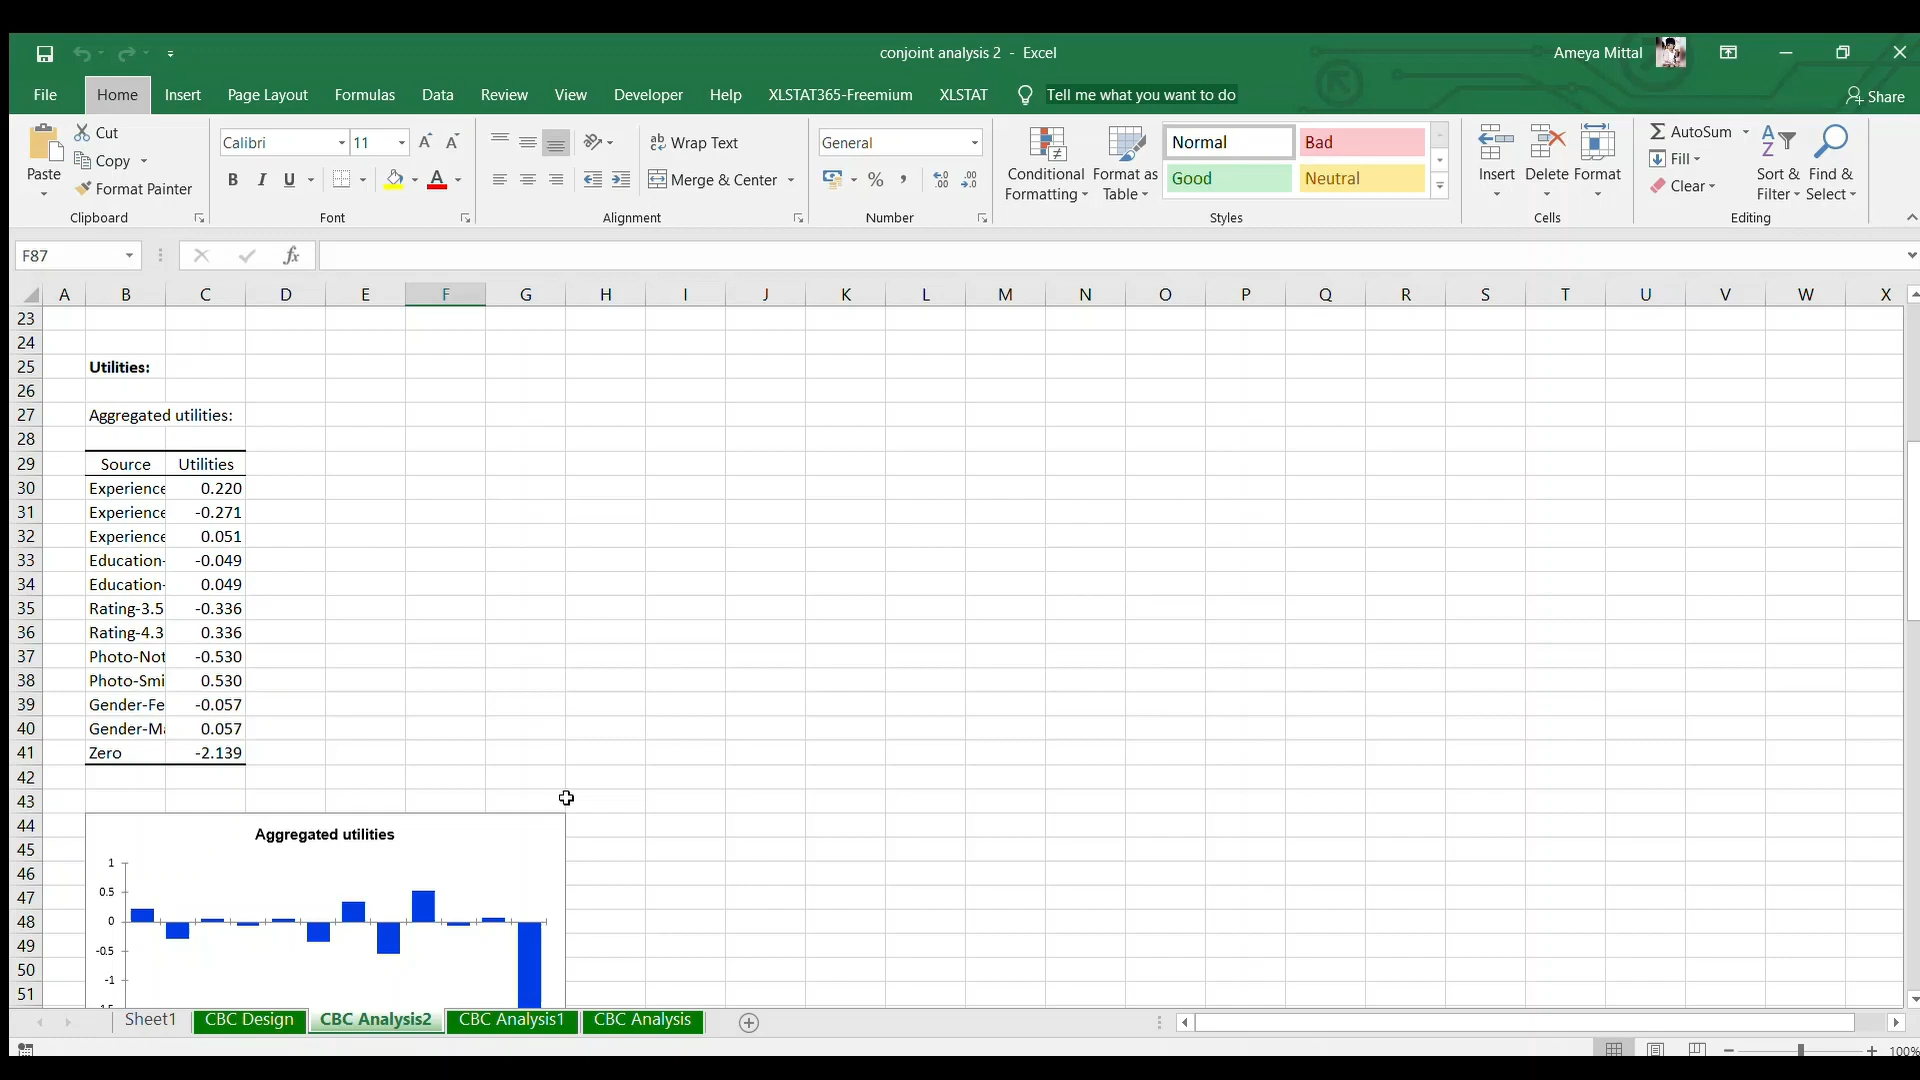 conjoint analysis 2 - Excel
Ameya Mittal
File Home Insert Page Layout Formulas Data Review View Developer Help XLSTAT365-Freemium XLSTAT Tell me what you want to do Share
Paste
Cut
Copy
Format Painter
Clipboard
Calibri 11
B I U A
Font
ab Wrap Text
Merge & Center
Alignment
General
% ,
Number
Conditional Formatting
Format as Table
Normal Bad
Good Neutral
Styles
Insert Delete Format
Cells
AutoSum
Fill
Clear
Sort & Filter
Find & Select
Editing
F87 fx
A B C D E F G H I J K L M N O P Q R S T U V W X
23
24
25 Utilities:
26
27 Aggregated utilities:
28
29 Source Utilities
30 Experience 0.220
31 Experience -0.271
32 Experience 0.051
33 Education- -0.049
34 Education- 0.049
35 Rating-3.5 -0.336
36 Rating-4.3 0.336
37 Photo-Not -0.530
38 Photo-Smi 0.530
39 Gender-Fe -0.057
40 Gender-Ma 0.057
41 Zero -2.139
42
43
44
45
46
47
48
49
50
51
Aggregated utilities
1
0.5
0
-0.5
-1
Sheet1 CBC Design CBC Analysis2 CBC Analysis1 CBC Analysis
100%